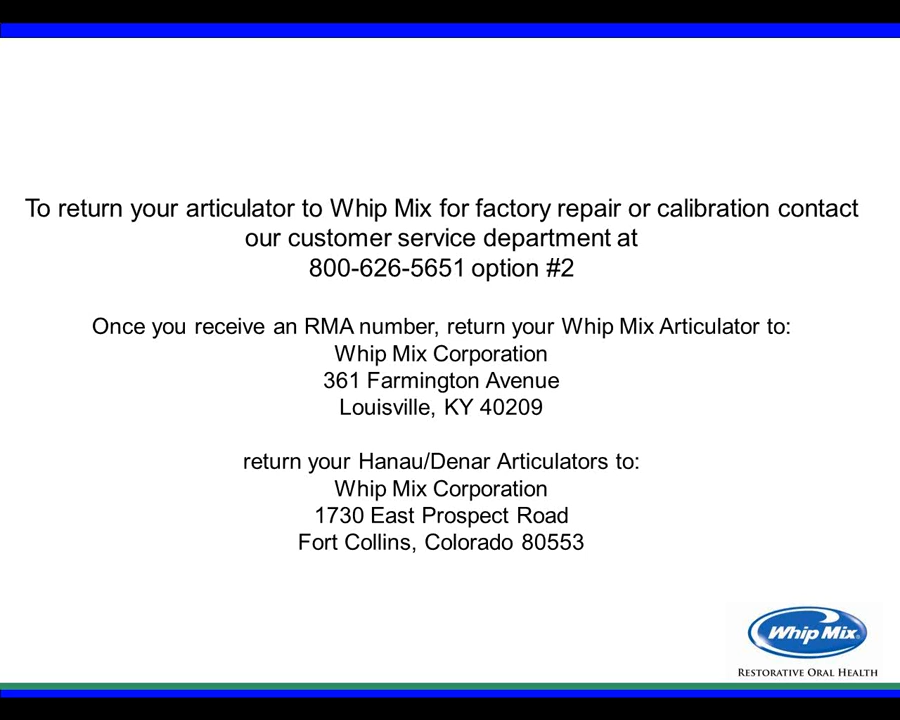 To return your articulator to Whip Mix for factory repair or calibration contact
our customer service department at
800-626-5651 option #2
Once you receive an RMA number, return your Whip Mix Articulator to:
Whip Mix Corporation
361 Farmington Avenue
Louisville, KY 40209
return your Hanau/Denar Articulators to:
Whip Mix Corporation
1730 East Prospect Road
Fort Collins, Colorado 80553
Whip Mix®
Restorative Oral Health